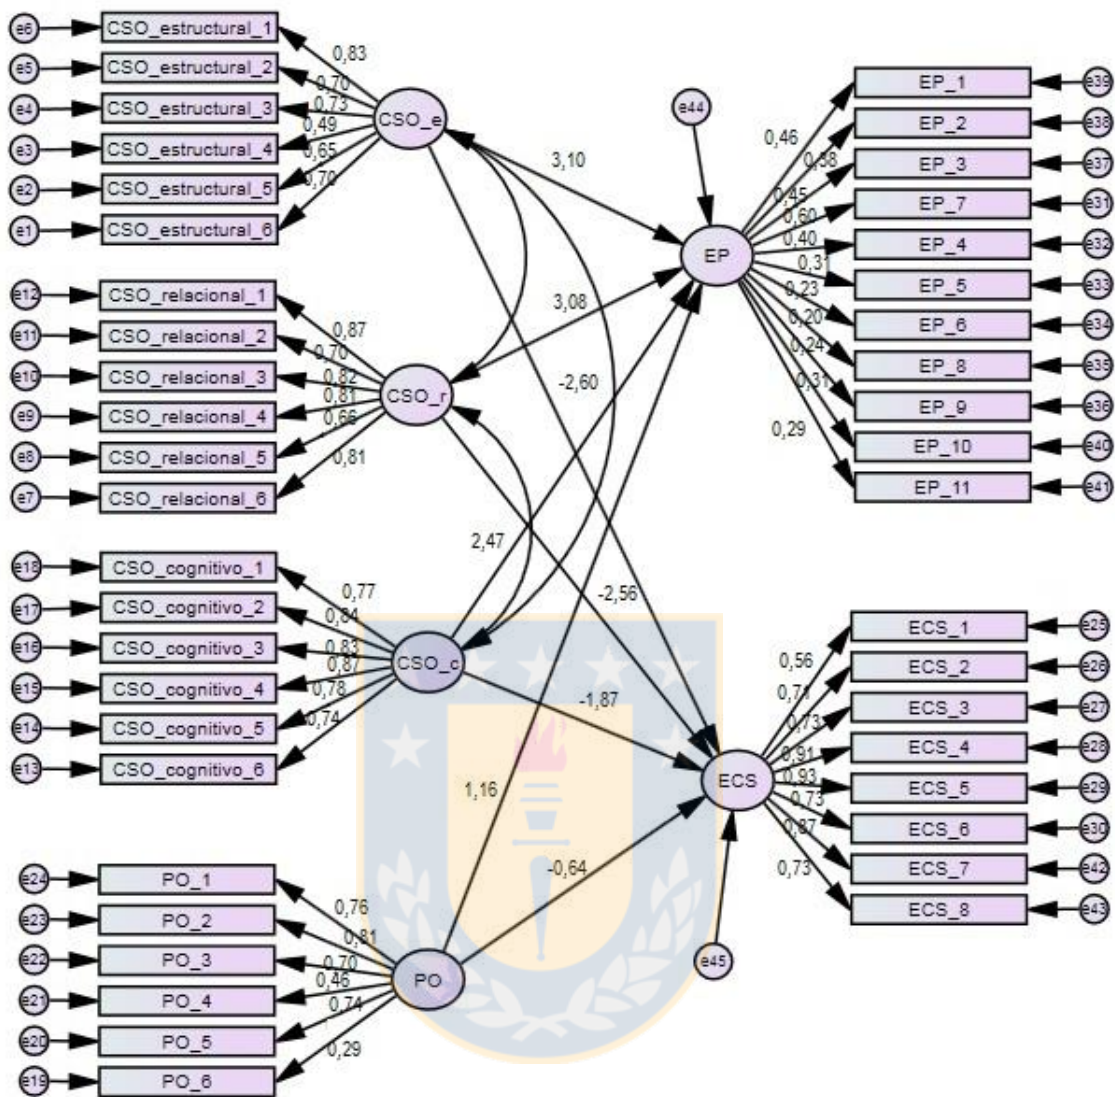 e6 CSO_estructural_1
0,83
e5 CSO_estructural_2
0,70
e4 CSO_estructural_3
0,73
e3 CSO_estructural_4
0,49
e2 CSO_estructural_5
0,65
e1 CSO_estructural_6
0,70
CSO_e
e12 CSO_relacional_1
0,87
e11 CSO_relacional_2
0,70
e10 CSO_relacional_3
0,82
e9 CSO_relacional_4
0,81
e8 CSO_relacional_5
0,66
e7 CSO_relacional_6
0,81
CSO_r
e18 CSO_cognitivo_1
0,77
e17 CSO_cognitivo_2
0,84
e16 CSO_cognitivo_3
0,83
e15 CSO_cognitivo_4
0,87
e14 CSO_cognitivo_5
0,78
e13 CSO_cognitivo_6
0,74
CSO_c
e24 PO_1
0,76
e23 PO_2
0,81
e22 PO_3
0,70
e21 PO_4
0,46
e20 PO_5
0,74
e19 PO_6
0,29
PO
3,10
3,08
-2,60
2,47
-2,56
-1,87
1,16
-0,64
e44
EP
0,46
EP_1 e39
EP_2 e38
0,38
EP_3 e37
0,45
EP_7 e31
0,60
EP_4 e32
0,40
EP_5 e33
0,31
EP_6 e34
0,23
EP_8 e35
0,20
EP_9 e36
0,24
EP_10 e40
0,31
EP_11 e41
0,29
ECS
e45
ECS_1 e25
0,56
ECS_2 e26
0,71
ECS_3 e27
0,73
ECS_4 e28
0,91
ECS_5 e29
0,93
ECS_6 e30
0,73
ECS_7 e42
0,87
ECS_8 e43
0,73